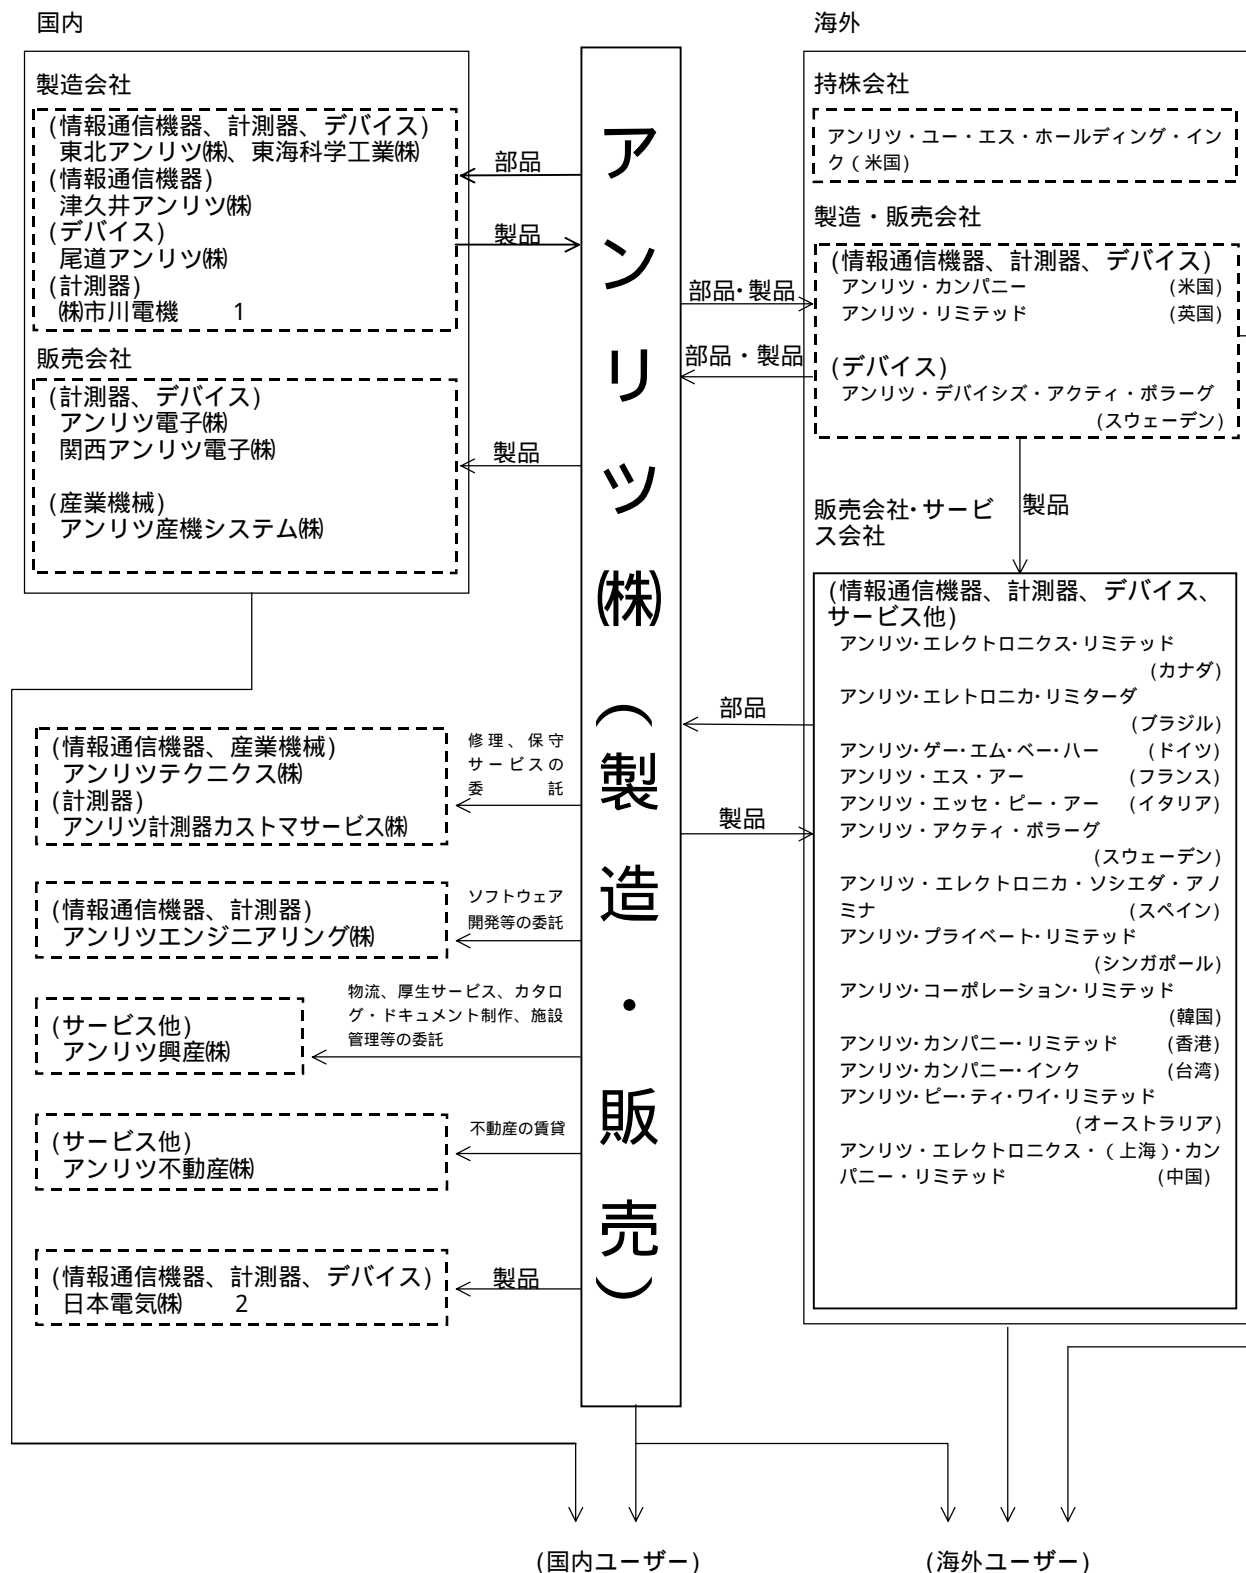 国内
製造会社
(情報通信機器、計測器、デバイス)
東北アンリツ㈱、東海科学工業㈱
(情報通信機器)
津久井アンリツ㈱
(デバイス)
尾道アンリツ㈱
(計測器)
㈱市川電機 1
販売会社
(計測器、デバイス)
アンリツ電子㈱
関西アンリツ電子㈱
(産業機械)
アンリツ産機システム㈱
部品
製品
製品
(情報通信機器、産業機械)
アンリツテクニクス㈱
(計測器)
アンリツ計測器カストマサービス㈱
修理、保守
サービスの
委託
(情報通信機器、計測器)
アンリツエンジニアリング㈱
ソフトウェア
開発等の委託
(サービス他)
アンリツ興産㈱
物流、厚生サービス、カタロ
グ・ドキュメント制作、施設
管理等の委託
(サービス他)
アンリツ不動産㈱
不動産の賃貸
(情報通信機器、計測器、デバイス)
日本電気㈱ 2
製品
アンリツ㈱(製造・販売)
部品・製品
部品・製品
部品
製品
海外
持株会社
アンリツ・ユー・エス・ホールディング・イン
ク(米国)
製造・販売会社
(情報通信機器、計測器、デバイス)
アンリツ・カンパニー (米国)
アンリツ・リミテッド (英国)
(デバイス)
アンリツ・デバイシズ・アクティ・ボラーグ
(スウェーデン)
製品
販売会社・サービ
ス会社
(情報通信機器、計測器、デバイス、
サービス他)
アンリツ・エレクトロニクス・リミテッド
(カナダ)
アンリツ・エレトロニカ・リミターダ
(ブラジル)
アンリツ・ゲー・エム・ベー・ハー (ドイツ)
アンリツ・エス・アー (フランス)
アンリツ・エッセ・ピー・アー (イタリア)
アンリツ・アクティ・ボラーグ
(スウェーデン)
アンリツ・エレクトロニカ・ソシエダ・アノ
ミナ (スペイン)
アンリツ・プライベート・リミテッド
(シンガポール)
アンリツ・コーポレーション・リミテッド
(韓国)
アンリツ・カンパニー・リミテッド (香港)
アンリツ・カンパニー・インク (台湾)
アンリツ・ピー・ティ・ワイ・リミテッド
(オーストラリア)
アンリツ・エレクトロニクス・(上海)・カン
パニー・リミテッド (中国)
(国内ユーザー)
(海外ユーザー)